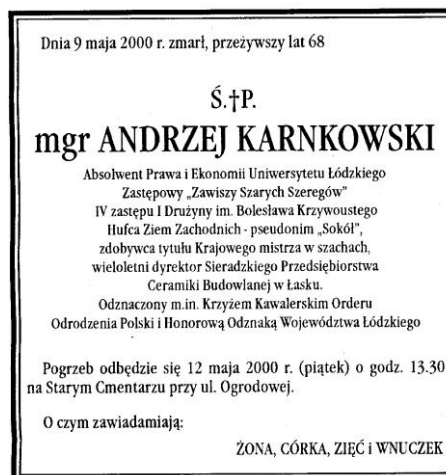 Dnia 9 maja 2000 r. zmarł, przeżywszy lat 68
Ś.†P.
mgr ANDRZEJ KARNKOWSKI
Absolwent Prawa i Ekonomii Uniwersytetu Łódzkiego
Zastępowy „Zawiszy Szarych Szeregów”
IV zastępu I Drużyny im. Bolesława Krzywoustego
Hufca Ziem Zachodnich - pseudonim „Sokół”,
zdobywca tytułu Krajowego mistrza w szachach,
wieloletni dyrektor Sieradzkiego Przedsiębiorstwa
Ceramiki Budowlanej w Łasku.
Odznaczony m.in. Krzyżem Kawalerskim Orderu
Odrodzenia Polski i Honorową Odznaką Województwa Łódzkiego
Pogrzeb odbędzie się 12 maja 2000 r. (piątek) o godz. 13.30
na Starym Cmentarzu przy ul. Ogrodowej.
O czym zawiadamiają:
ŻONA, CÓRKA, ZIĘĆ i WNUCZEK